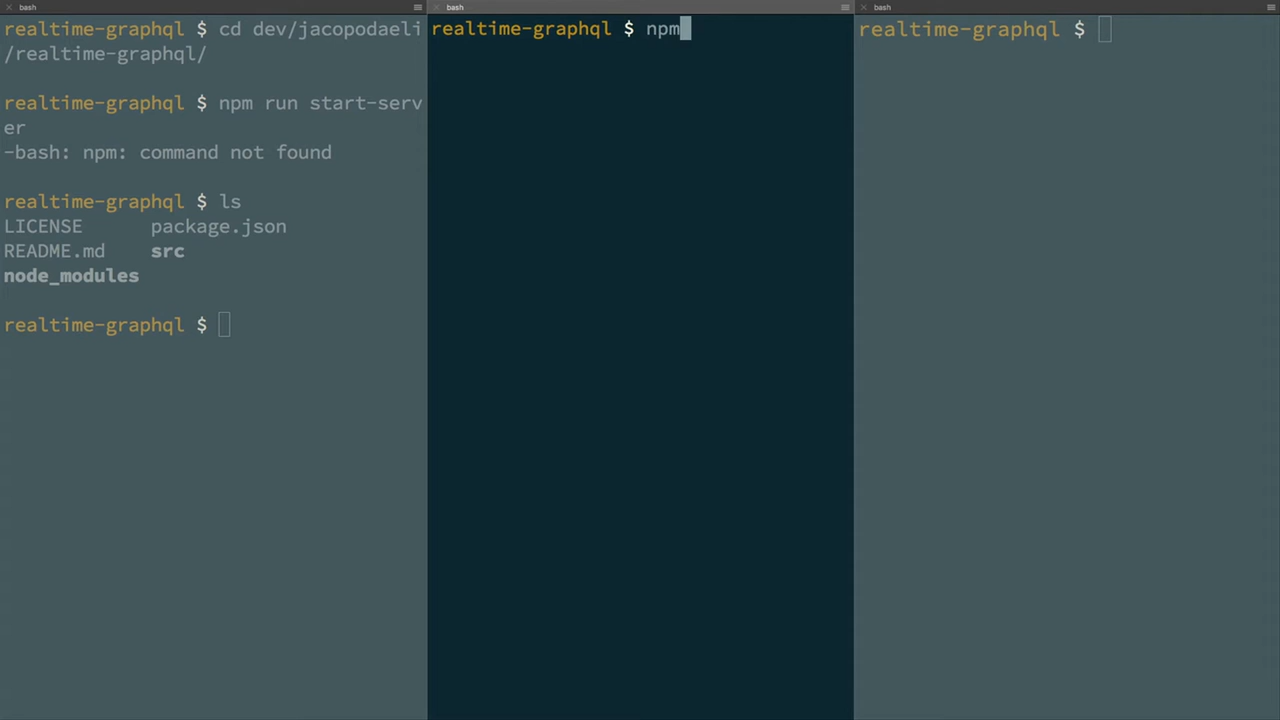 bash
realtime-graphql $ cd dev/jacopodaeli
/realtime-graphql/
realtime-graphql $ npm run start-serv
er
-bash: npm: command not found
realtime-graphql $ ls
LICENSE package.json
README.md src
node_modules
realtime-graphql $
bash
realtime-graphql $ npm
bash
realtime-graphql $